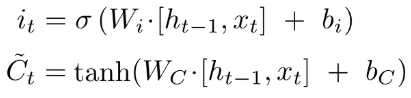 i_t = σ (W_i·[h_{t−1}, x_t] + b_i)
C̃_t = tanh(W_C·[h_{t−1}, x_t] + b_C)